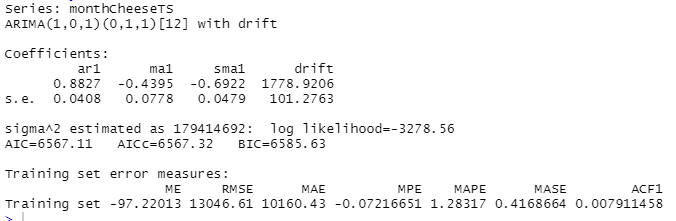 Series: monthCheeseTS
ARIMA(1,0,1)(0,1,1)[12] with drift
Coefficients:
ar1 ma1 sma1 drift
0.8827 -0.4395 -0.6922 1778.9206
s.e. 0.0408 0.0778 0.0479 101.2763
sigma^2 estimated as 179414692: log likelihood=-3278.56
AIC=6567.11 AICc=6567.32 BIC=6585.63
Training set error measures:
ME RMSE MAE MPE MAPE MASE ACF1
Training set -97.22013 13046.61 10160.43 -0.07216651 1.28317 0.4168664 0.007911458
>